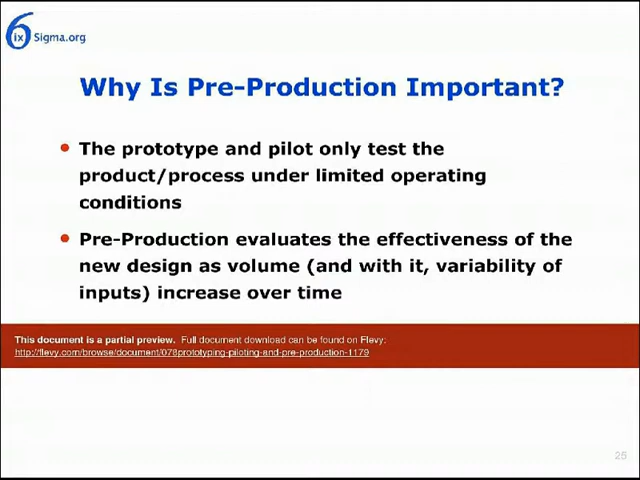 6ixSigma.org
Why Is Pre-Production Important?
• The prototype and pilot only test the
product/process under limited operating
conditions
• Pre-Production evaluates the effectiveness of the
new design as volume (and with it, variability of
inputs) increase over time
This document is a partial preview. Full document download can be found on Flevy:
http://flevy.com/browse/document/078prototyping-piloting-and-pre-production-1179
25